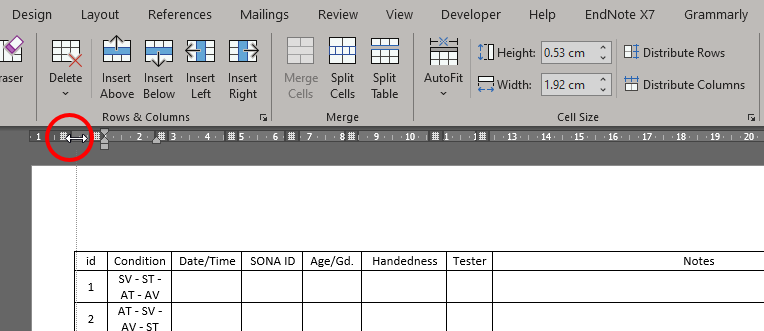 Design Layout References Mailings Review View Developer Help EndNote X7 Grammarly
Delete Insert Above Insert Below Insert Left Insert Right
Rows & Columns
Merge Cells Split Cells Split Table
Merge
AutoFit
Height: 0.53 cm Distribute Rows
Width: 1.92 cm Distribute Columns
Cell Size
1 1 2 3 4 5 6 7 8 9 10 11 1 13 14 15 16 17 18 19 20
id Condition Date/Time SONA ID Age/Gd. Handedness Tester Notes
1 SV - ST -
AT - AV
2 AT - SV -
AV - ST